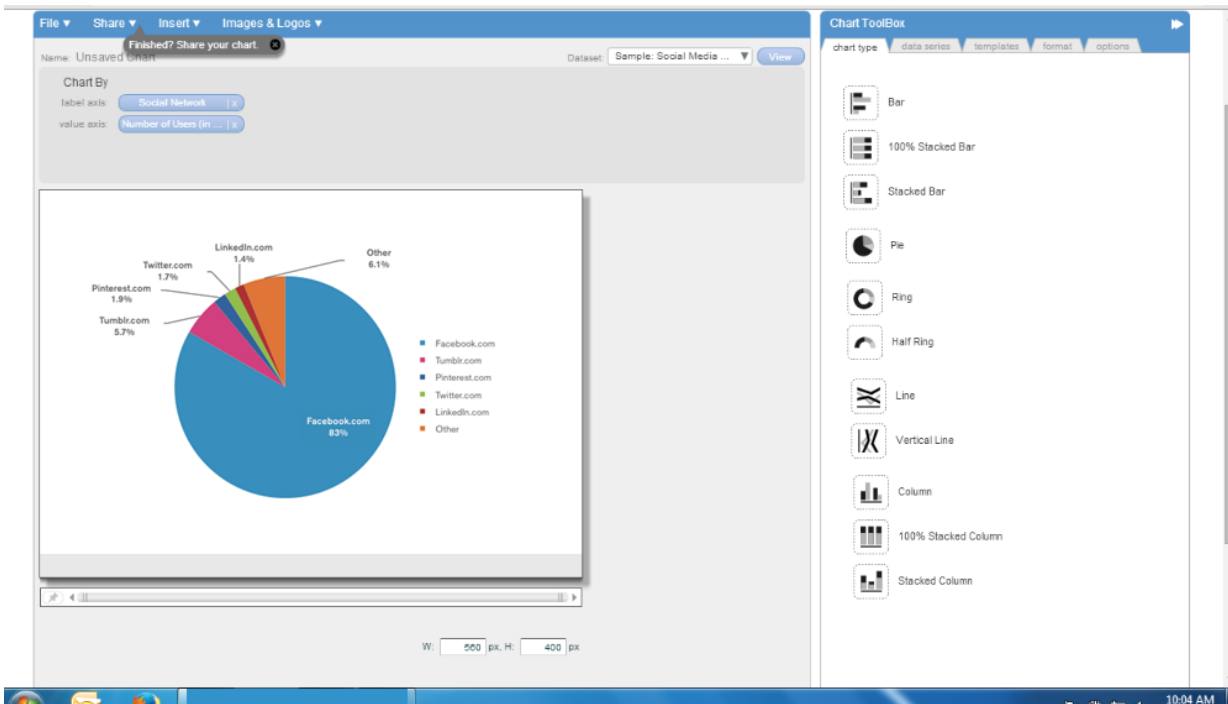 File ▼ Share ▼ Insert ▼ Images & Logos ▼
Finished? Share your chart. x
Name: Unsaved Chart
Dataset: Sample: Social Media ... ▼ View
Chart By
label axis: Social Network | x
value axis: Number of Users (in ... | x
LinkedIn.com
1.4%
Other
6.1%
Twitter.com
1.7%
Pinterest.com
1.9%
Tumblr.com
5.7%
Facebook.com
83%
Facebook.com
Tumblr.com
Pinterest.com
Twitter.com
LinkedIn.com
Other
W: 560 px, H: 400 px
Chart ToolBox
chart type data series templates format options
Bar
100% Stacked Bar
Stacked Bar
Pie
Ring
Half Ring
Line
Vertical Line
Column
100% Stacked Column
Stacked Column
10:04 AM